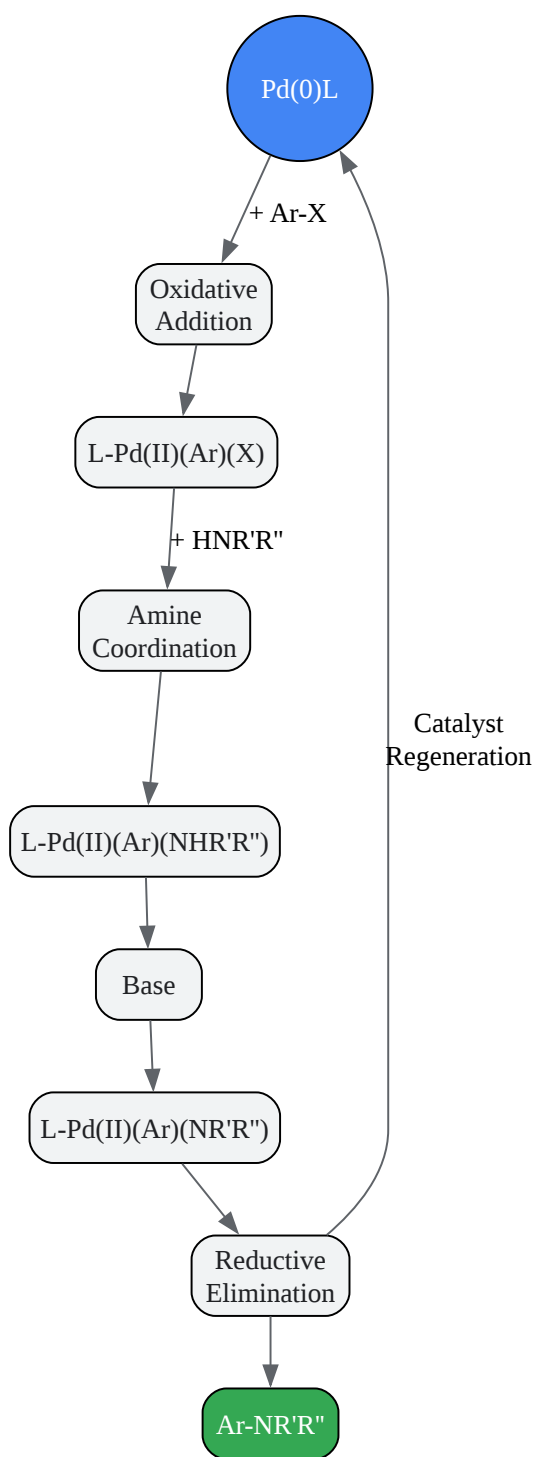 Pd(0)L
+ Ar-X
Oxidative
Addition
L-Pd(II)(Ar)(X)
+ HNR'R"
Amine
Coordination
Catalyst
Regeneration
L-Pd(II)(Ar)(NHR'R")
Base
L-Pd(II)(Ar)(NR'R")
Reductive
Elimination
Ar-NR'R"